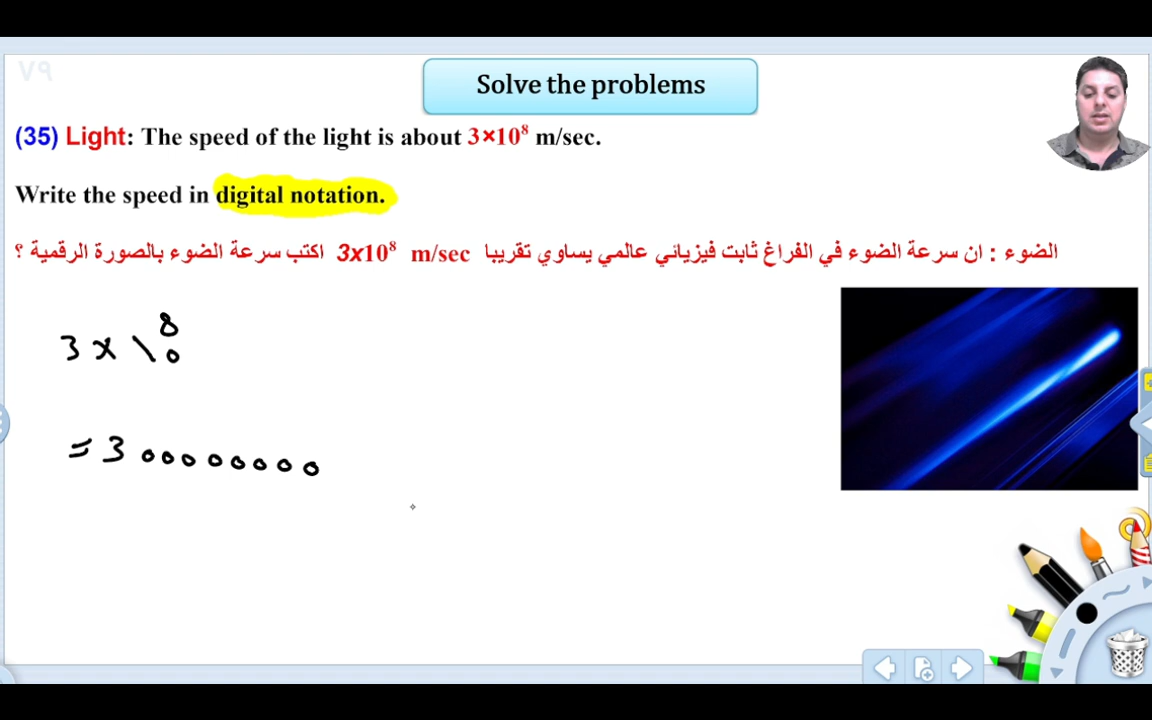 ٧٩
Solve the problems
(35) Light: The speed of the light is about 3×10⁸ m/sec.
Write the speed in digital notation.
الضوء : ان سرعة الضوء في الفراغ ثابت فيزيائي عالمي يساوي تقريبا 3x10⁸ m/sec اكتب سرعة الضوء بالصورة الرقمية ؟
3 x 10⁸
= 300000000